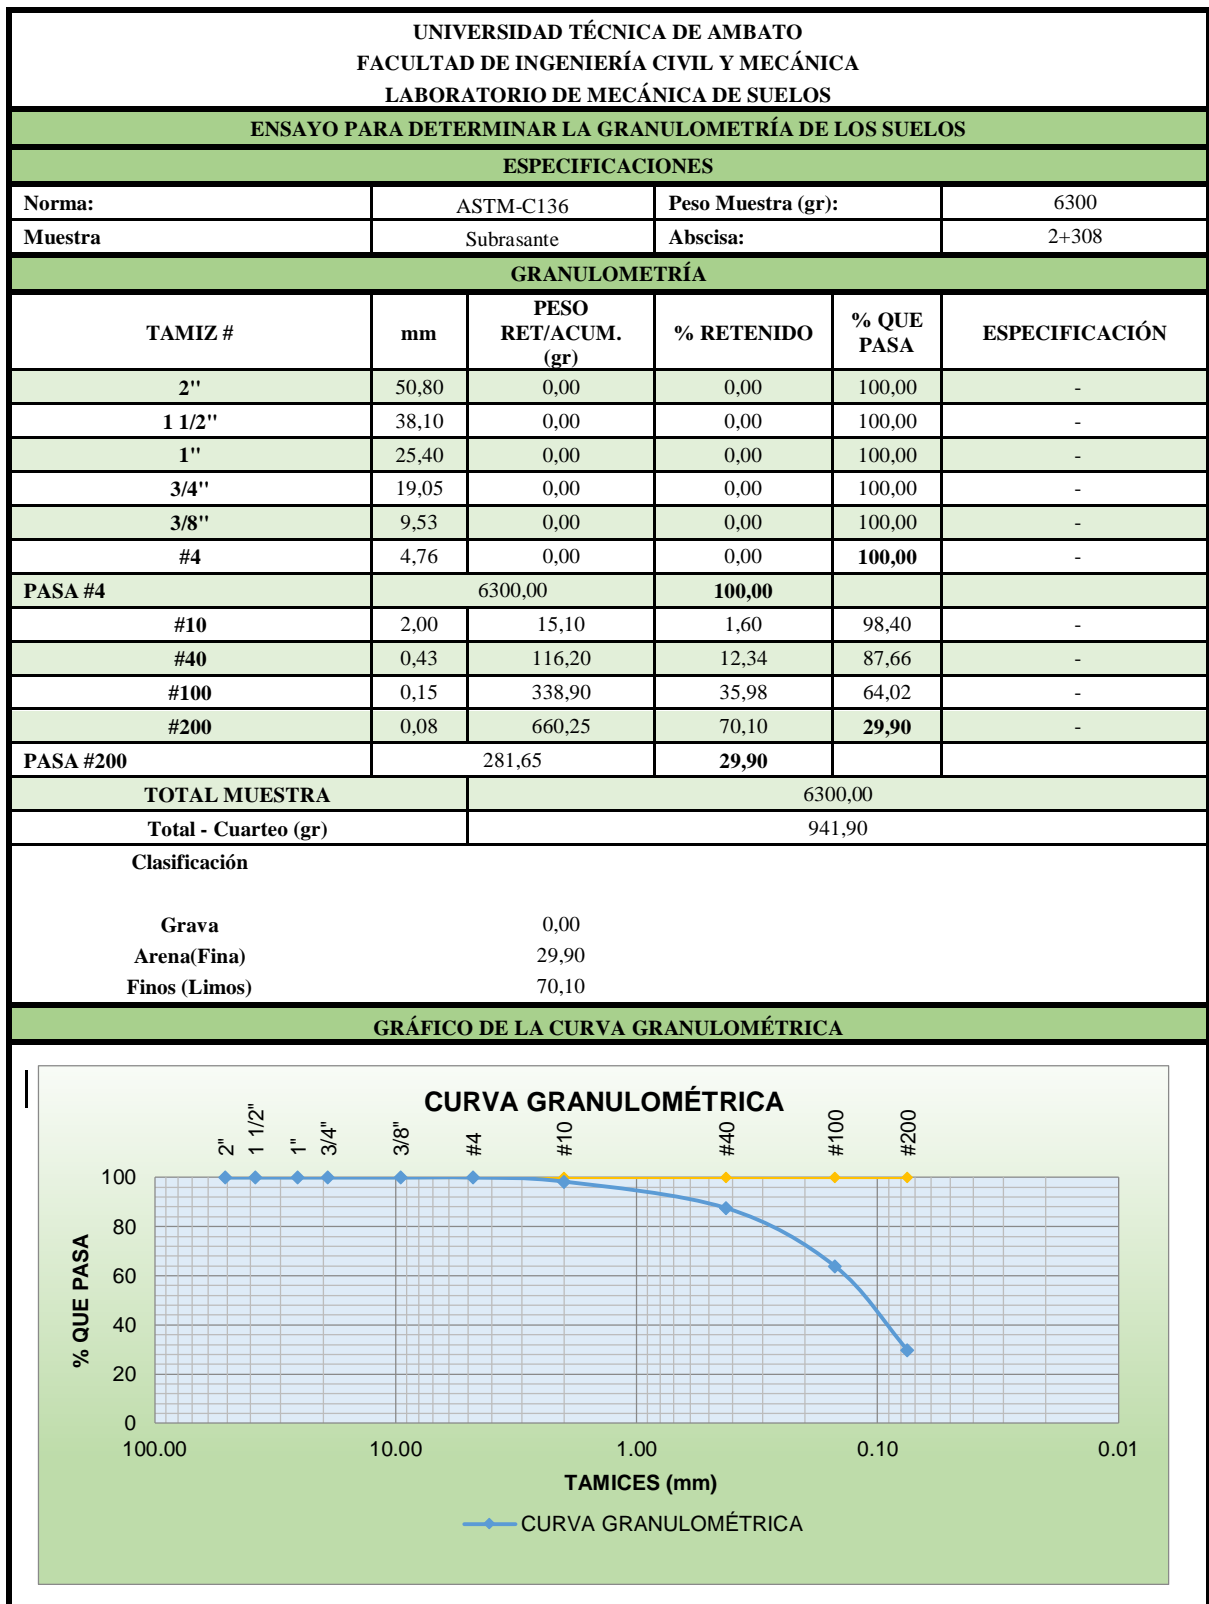 UNIVERSIDAD TÉCNICA DE AMBATO
FACULTAD DE INGENIERÍA CIVIL Y MECÁNICA
LABORATORIO DE MECÁNICA DE SUELOS
ENSAYO PARA DETERMINAR LA GRANULOMETRÍA DE LOS SUELOS
ESPECIFICACIONES
Norma: ASTM-C136 Peso Muestra (gr): 6300
Muestra Subrasante Abscisa: 2+308
GRANULOMETRÍA
TAMIZ # mm PESO RET/ACUM. (gr) % RETENIDO % QUE PASA ESPECIFICACIÓN
2'' 50,80 0,00 0,00 100,00 -
1 1/2'' 38,10 0,00 0,00 100,00 -
1'' 25,40 0,00 0,00 100,00 -
3/4'' 19,05 0,00 0,00 100,00 -
3/8'' 9,53 0,00 0,00 100,00 -
#4 4,76 0,00 0,00 100,00 -
PASA #4 6300,00 100,00
#10 2,00 15,10 1,60 98,40 -
#40 0,43 116,20 12,34 87,66 -
#100 0,15 338,90 35,98 64,02 -
#200 0,08 660,25 70,10 29,90 -
PASA #200 281,65 29,90
TOTAL MUESTRA 6300,00
Total - Cuarteo (gr) 941,90
Clasificación
Grava 0,00
Arena(Fina) 29,90
Finos (Limos) 70,10
GRÁFICO DE LA CURVA GRANULOMÉTRICA
CURVA GRANULOMÉTRICA
2" 1 1/2" 1" 3/4" 3/8" #4 #10 #40 #100 #200
100
80
60
40
20
0
% QUE PASA
100.00 10.00 1.00 0.10 0.01
TAMICES (mm)
CURVA GRANULOMÉTRICA